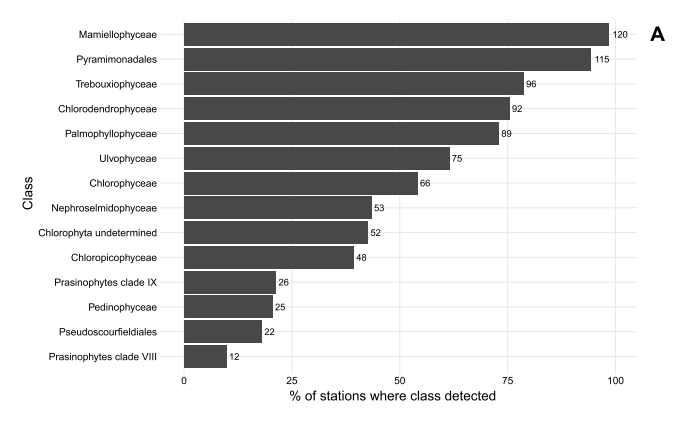 A
Mamiellophyceae 120
Pyramimonadales 115
Trebouxiophyceae 96
Chlorodendrophyceae 92
Palmophyllophyceae 89
Ulvophyceae 75
Chlorophyceae 66
Nephroselmidophyceae 53
Chlorophyta undetermined 52
Chloropicophyceae 48
Prasinophytes clade IX 26
Pedinophyceae 25
Pseudoscourfieldiales 22
Prasinophytes clade VIII 12
Class
0 25 50 75 100
% of stations where class detected